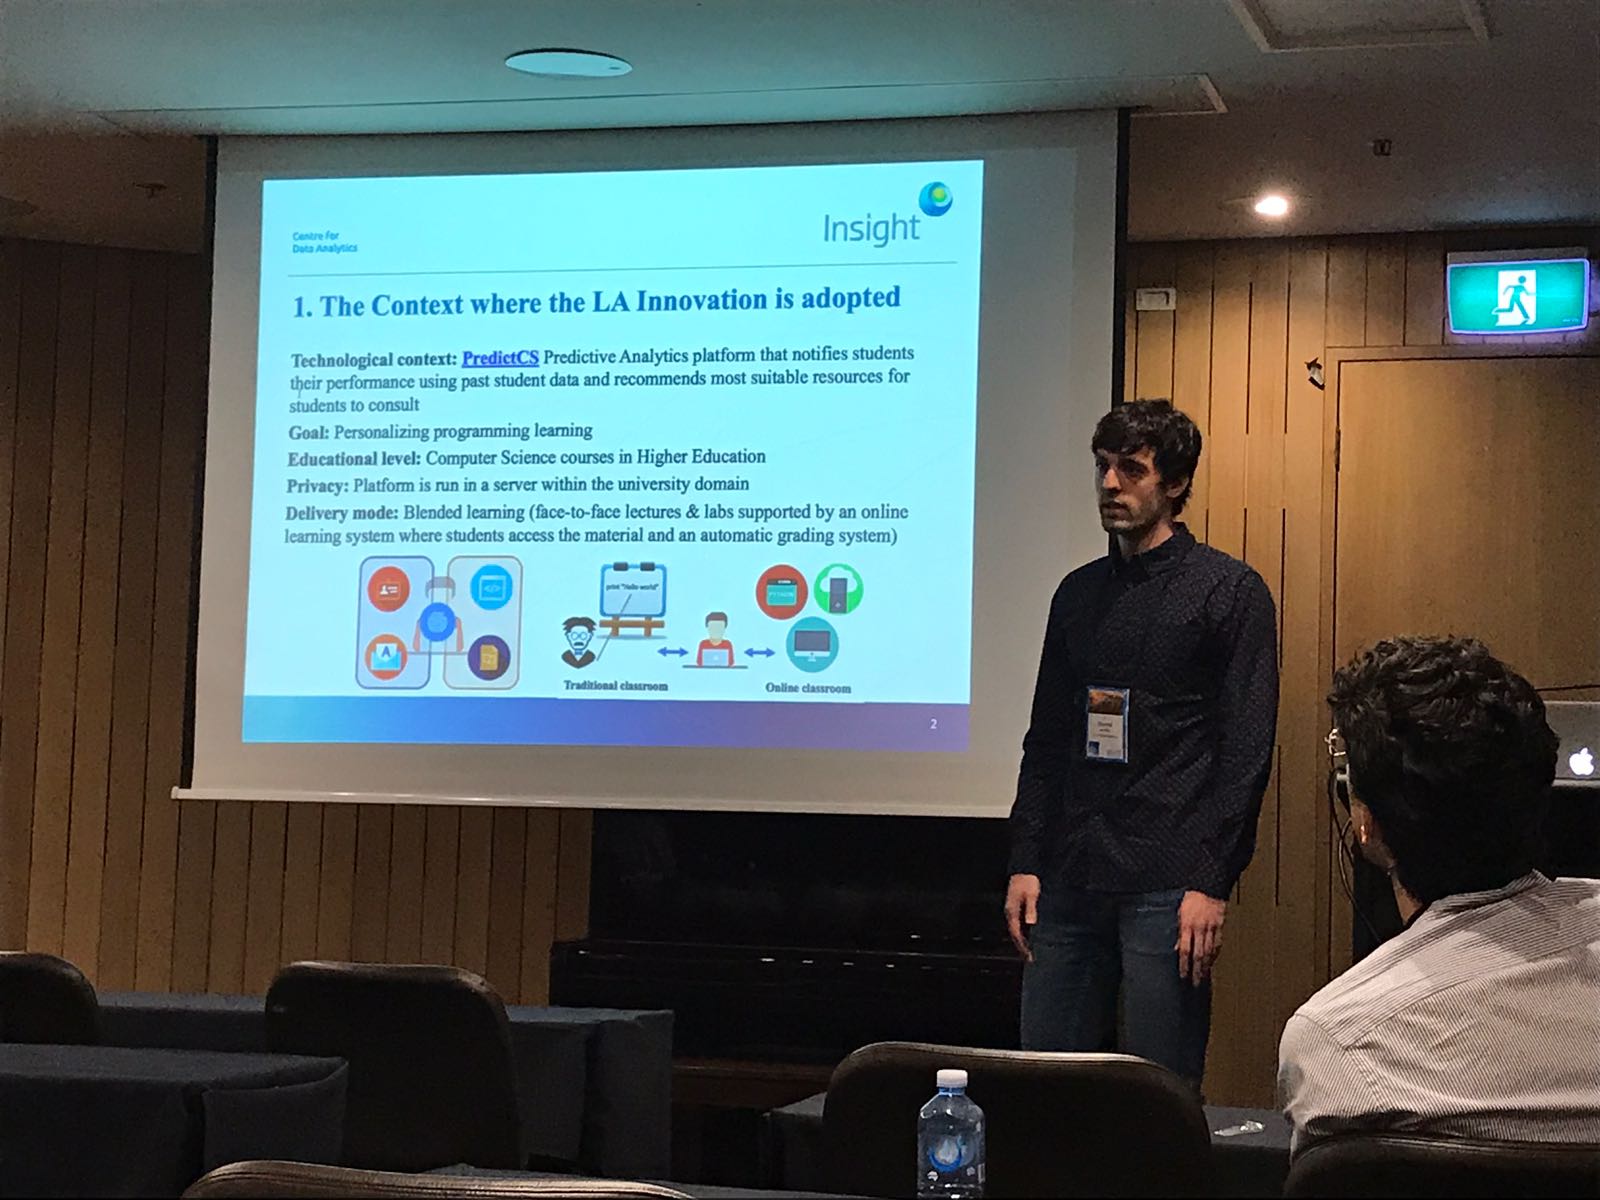 Centre for
Data Analytics
Insight
1. The Context where the LA Innovation is adopted
Technological context: PredictCS Predictive Analytics platform that notifies students
their performance using past student data and recommends most suitable resources for
students to consult
Goal: Personalizing programming learning
Educational level: Computer Science courses in Higher Education
Privacy: Platform is run in a server within the university domain
Delivery mode: Blended learning (face-to-face lectures & labs supported by an online
learning system where students access the material and an automatic grading system)
print "Hello world"
PYTHON
</>
A
Traditional classroom
Online classroom
2